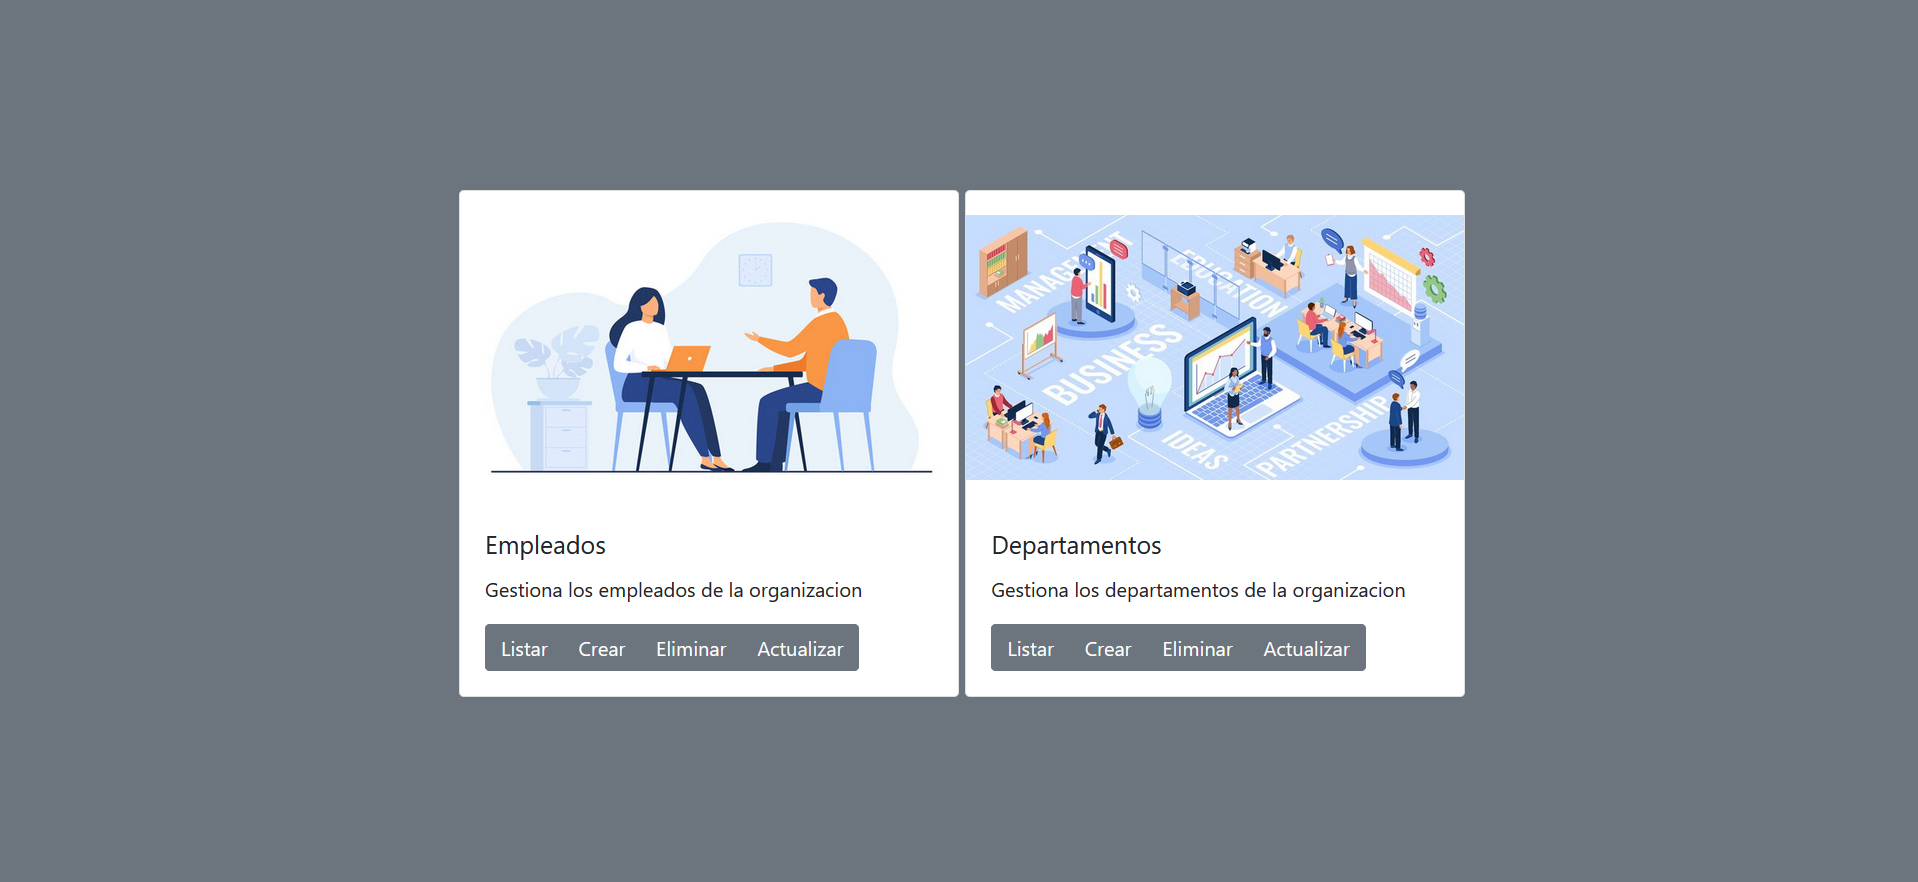 MANAGEMENT
EDUCATION
BUSINESS
IDEAS
PARTNERSHIP
Empleados
Gestiona los empleados de la organizacion
Listar Crear Eliminar Actualizar
Departamentos
Gestiona los departamentos de la organizacion
Listar Crear Eliminar Actualizar